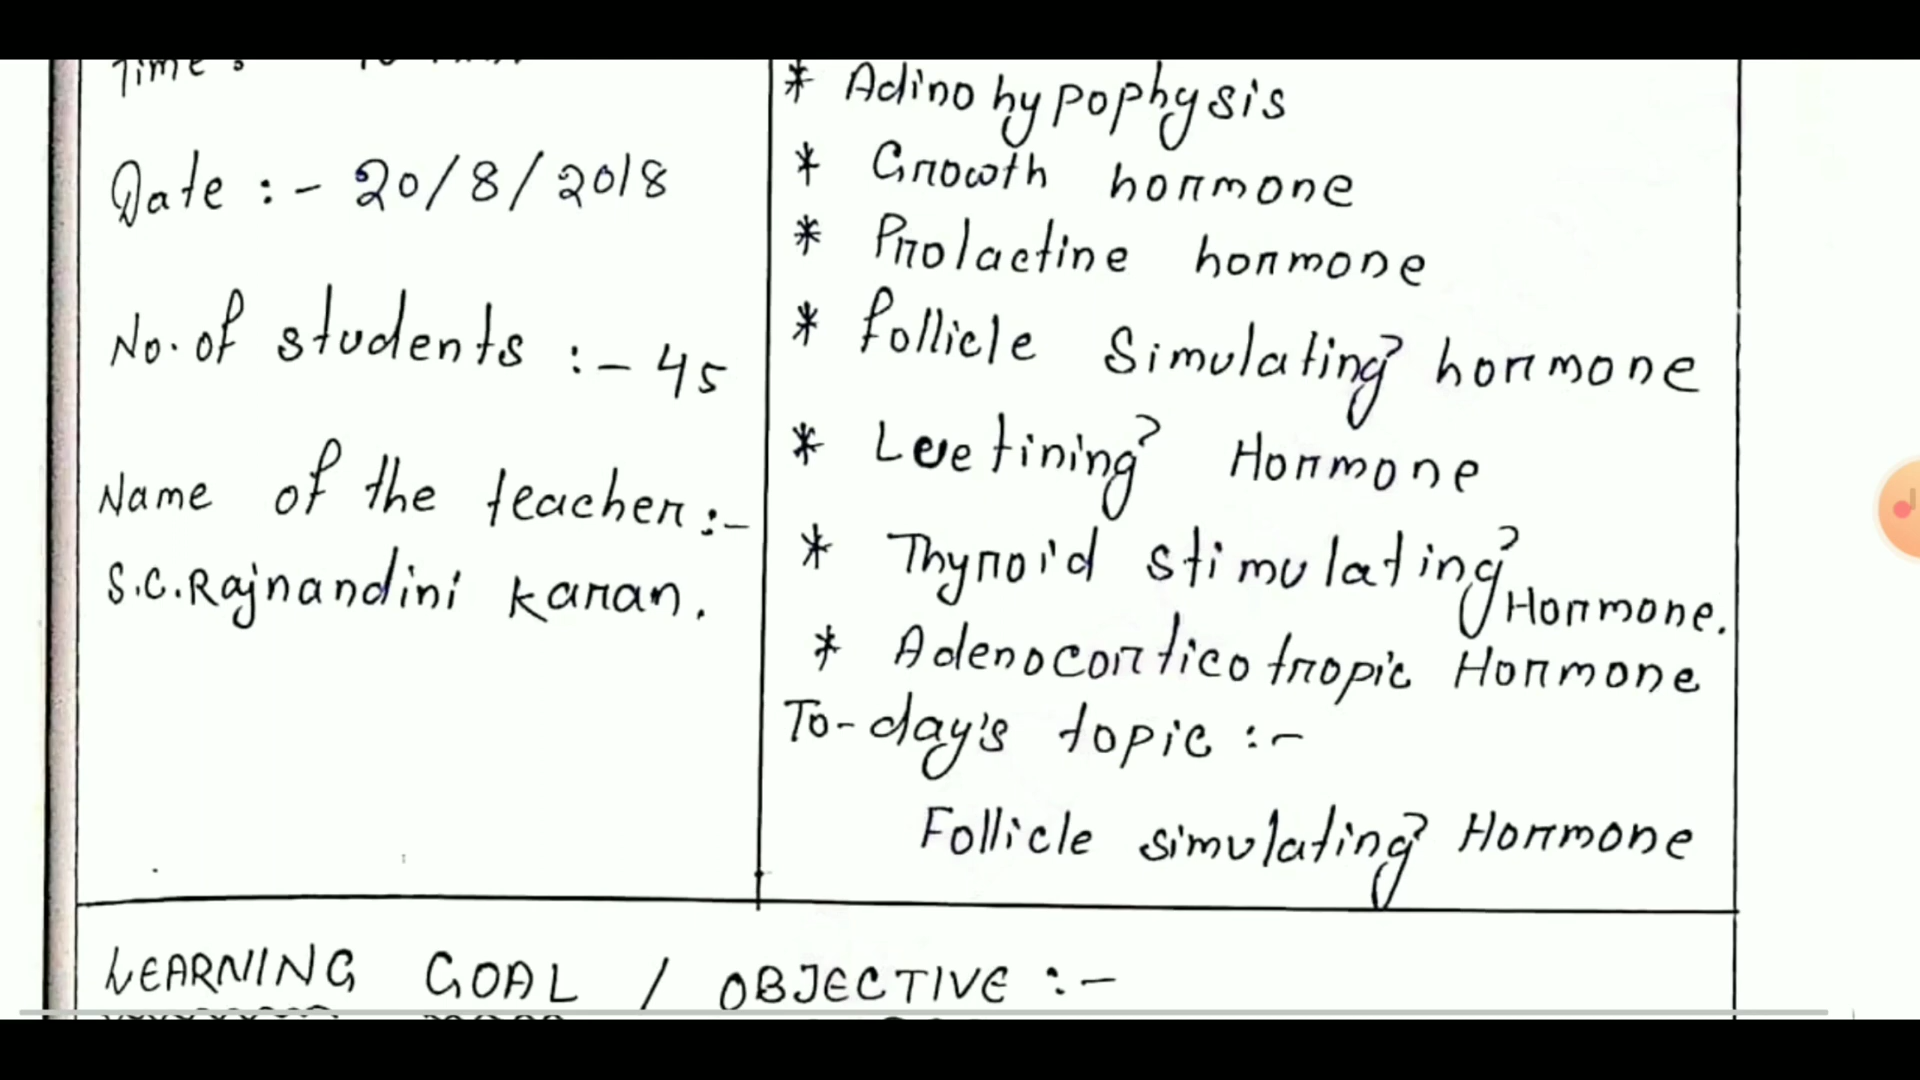 Time :
Date :- 20/8/2018
No. of students :- 45
Name of the teacher :-
S.C. Rajnandini Karan.
* Adino hypophysis
* Growth hormone
* Prolactine hormone
* follicle Simulating hormone
* Luetining Hormone
* Thyroid stimulating Hormone.
* Adenocorticotropic Hormone
To-day's topic :-
Follicle simulating Hormone
LEARNING GOAL / OBJECTIVE :-